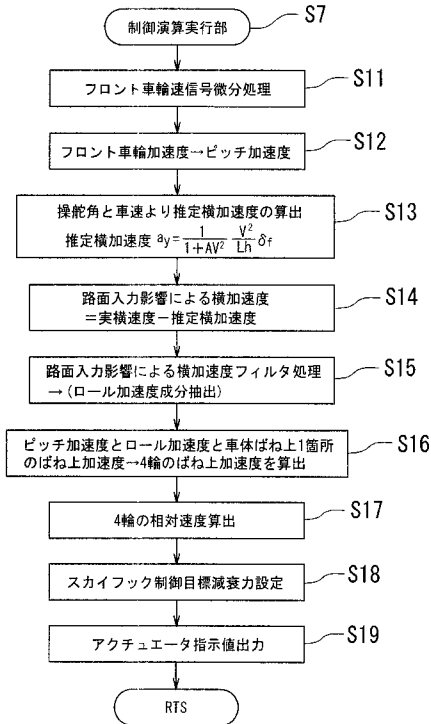 制御演算実行部
S7
フロント車輪速信号微分処理
S11
フロント車輪加速度→ピッチ加速度
S12
操舵角と車速より推定横加速度の算出
推定横加速度 ay=1/(1+AV²) V²/Lh δf
S13
路面入力影響による横加速度
=実横速度-推定横加速度
S14
路面入力影響による横加速度フィルタ処理
→(ロール加速度成分抽出)
S15
ピッチ加速度とロール加速度と車体ばね上1箇所
のばね上加速度→4輪のばね上加速度を算出
S16
4輪の相対速度算出
S17
スカイフック制御目標減衰力設定
S18
アクチュエータ指示値出力
S19
RTS